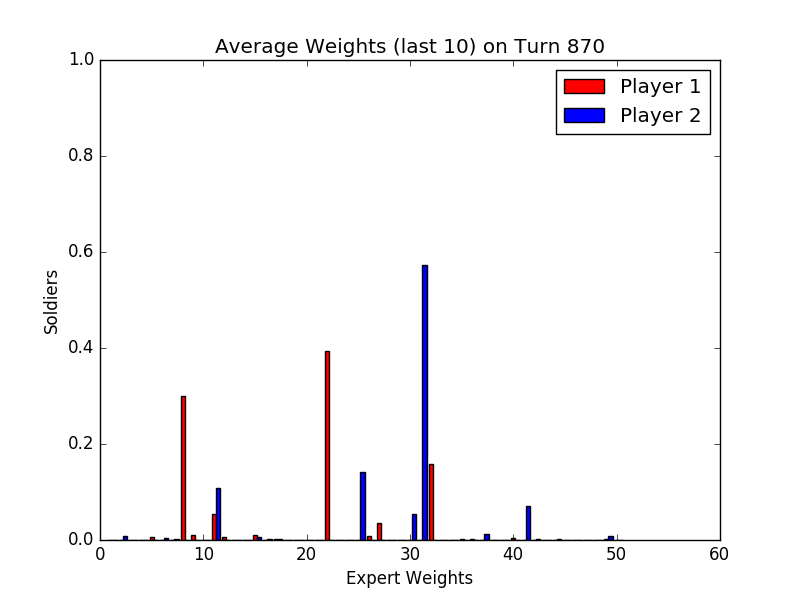 Average Weights (last 10) on Turn 870
1.0
0.8
0.6
0.4
0.2
0.0
Soldiers
0 10 20 30 40 50 60
Expert Weights
Player 1
Player 2